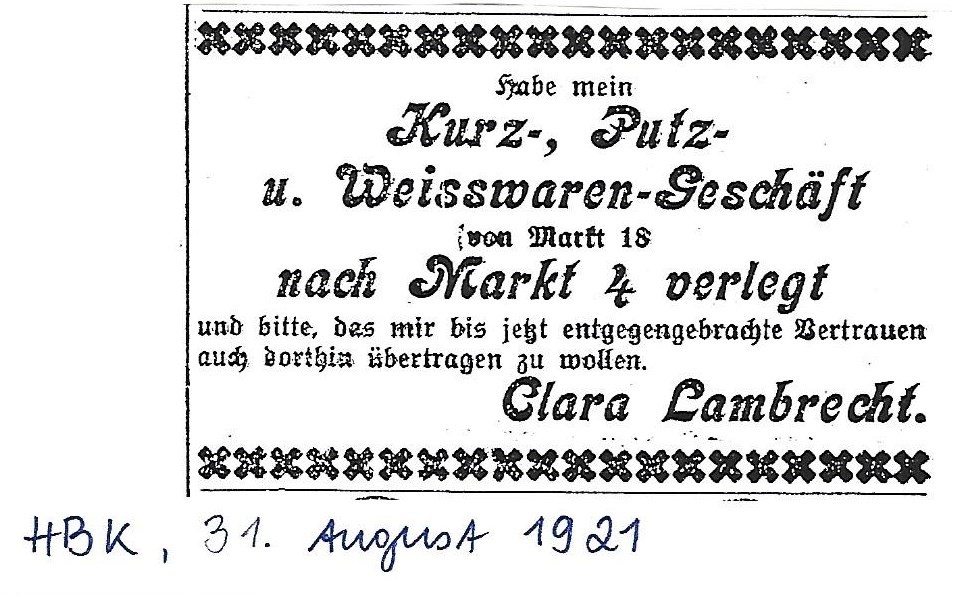 Habe mein
Kurz-, Putz-
u. Weisswaren-Geschäft
von Markt 18
nach Markt 4 verlegt
und bitte, das mir bis jetzt entgegengebrachte Vertrauen
auch dorthin übertragen zu wollen.
Clara Lambrecht.
HBK, 31. August 1921